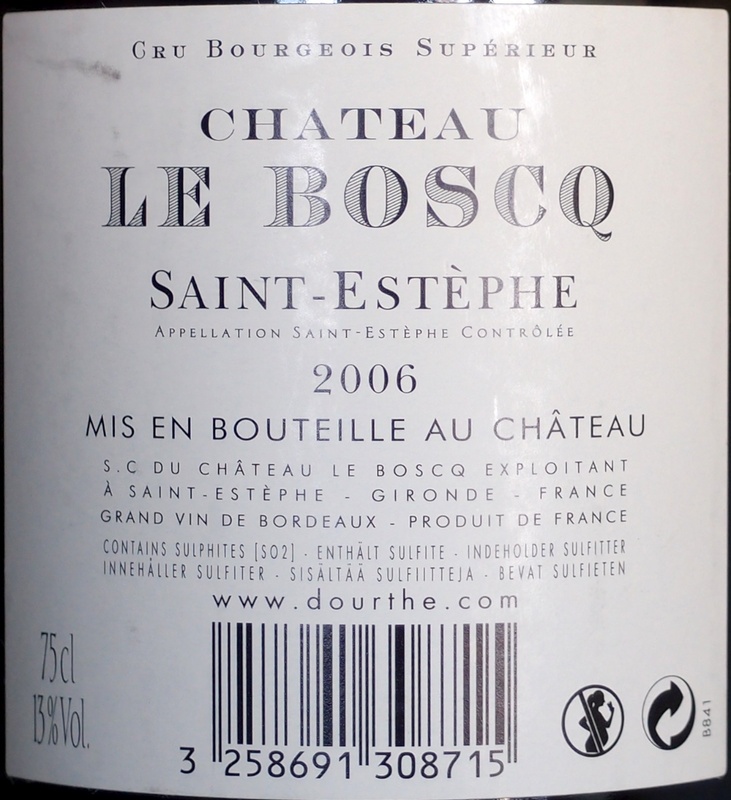 CRU BOURGEOIS SUPÉRIEUR
CHATEAU
LE BOSCQ
SAINT-ESTÈPHE
APPELLATION SAINT-ESTÈPHE CONTRÔLÉE
2006
MIS EN BOUTEILLE AU CHÂTEAU
S.C DU CHÂTEAU LE BOSCQ EXPLOITANT
À SAINT-ESTÈPHE - GIRONDE - FRANCE
GRAND VIN DE BORDEAUX - PRODUIT DE FRANCE
CONTAINS SULPHITES [SO2] - ENTHÄLT SULFITE - INDEHOLDER SULFITTER
INNEHÅLLER SULFITER - SISÄLTÄÄ SULFIITTEJA - BEVAT SULFIETEN
www.dourthe.com
75cl
13%Vol.
3 258691 308715
B841